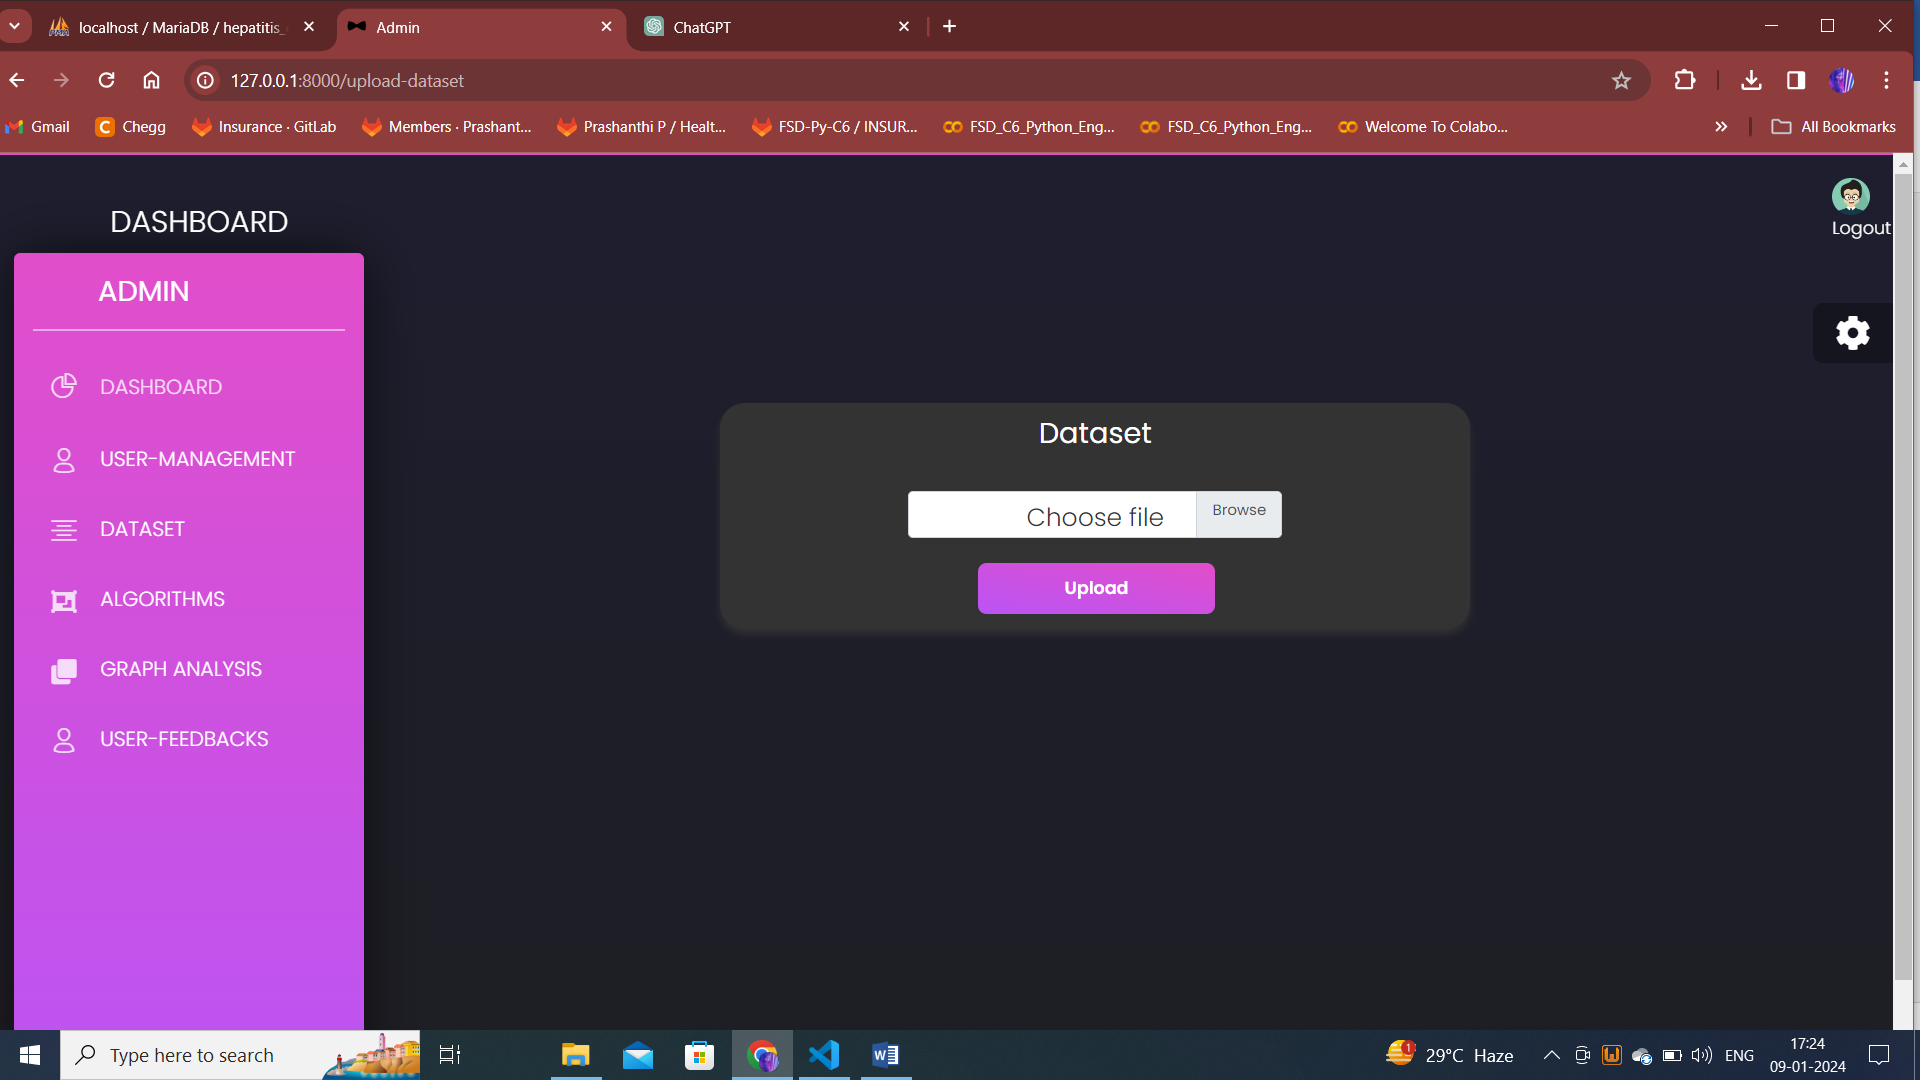 localhost / MariaDB / hepatitis_
Admin
ChatGPT
127.0.0.1:8000/upload-dataset
Gmail
Chegg
Insurance · GitLab
Members · Prashant...
Prashanthi P / Healt...
FSD-Py-C6 / INSUR...
FSD_C6_Python_Eng...
FSD_C6_Python_Eng...
Welcome To Colabo...
All Bookmarks
Logout
DASHBOARD
ADMIN
DASHBOARD
USER-MANAGEMENT
DATASET
ALGORITHMS
GRAPH ANALYSIS
USER-FEEDBACKS
Dataset
Choose file
Browse
Upload
Type here to search
1
29°C Haze
ENG
17:24
09-01-2024